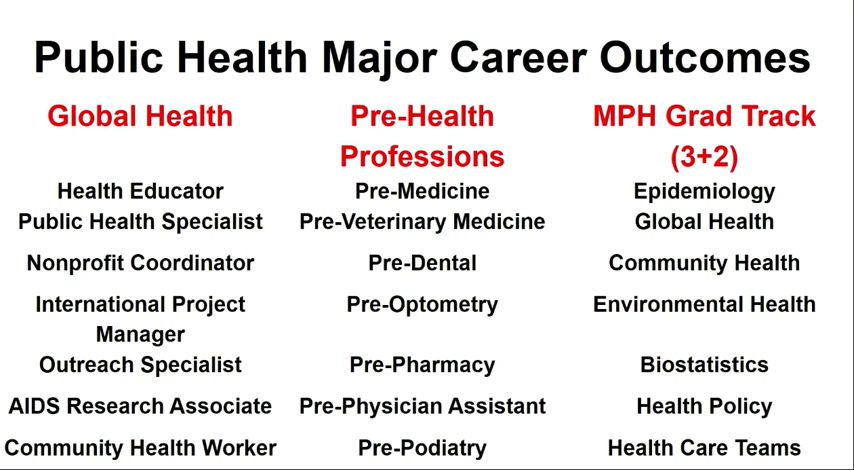 Public Health Major Career Outcomes
Global Health
Pre-Health Professions
MPH Grad Track (3+2)
Health Educator
Pre-Medicine
Epidemiology
Public Health Specialist
Pre-Veterinary Medicine
Global Health
Nonprofit Coordinator
Pre-Dental
Community Health
International Project Manager
Pre-Optometry
Environmental Health
Outreach Specialist
Pre-Pharmacy
Biostatistics
AIDS Research Associate
Pre-Physician Assistant
Health Policy
Community Health Worker
Pre-Podiatry
Health Care Teams